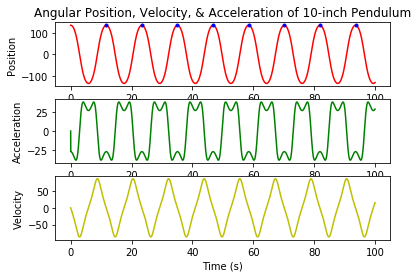 Angular Position, Velocity, & Acceleration of 10-inch Pendulum
Position
100
0
−100
0 20 40 60 80 100
Acceleration
25
0
−25
0 20 40 60 80 100
Velocity
50
0
−50
0 20 40 60 80 100
Time (s)